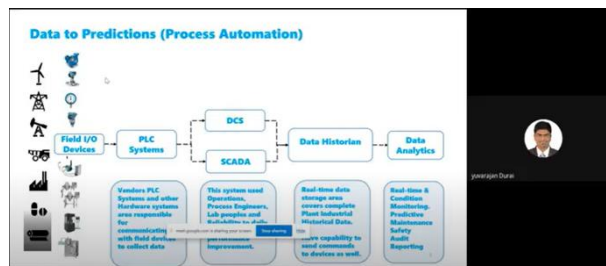 Data to Predictions (Process Automation)
Field I/O
Devices
PLC
Systems
DCS
SCADA
Data Historian
Data
Analytics
Vendors PLC
Systems and other
Hardware systems
area responsible
for
communicating
with field devices
to collect data
This system used
Operations,
Process Engineers,
Lab peoples and
Reliability to daily
performance
improvement.
meet.google.com is sharing your screen.
Stop sharing
Hide
Real-time data
storage area
covers complete
Plant Industrial
Historical Data.
have capability to
send commands
to devices as well.
Real-time &
Condition
Monitoring,
Predictive
Maintenance
Safety
Audit
Reporting
yuvarajan Durai